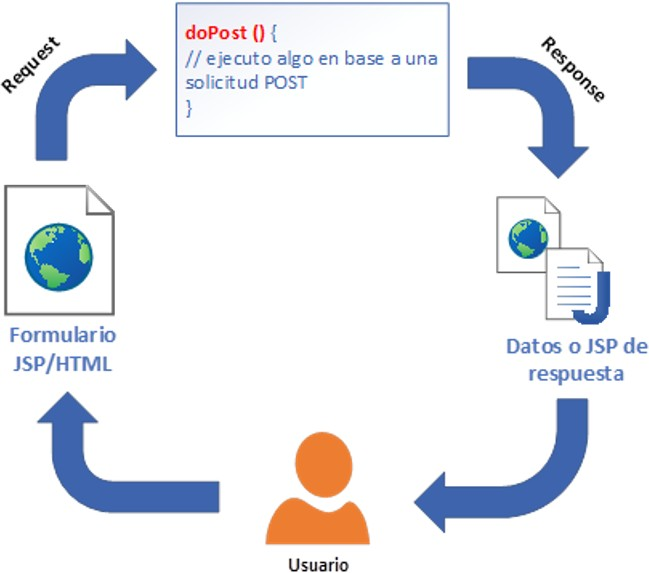 Request
doPost () {
// ejecuto algo en base a una
solicitud POST
}
Response
Formulario
JSP/HTML
Datos o JSP de
respuesta
Usuario